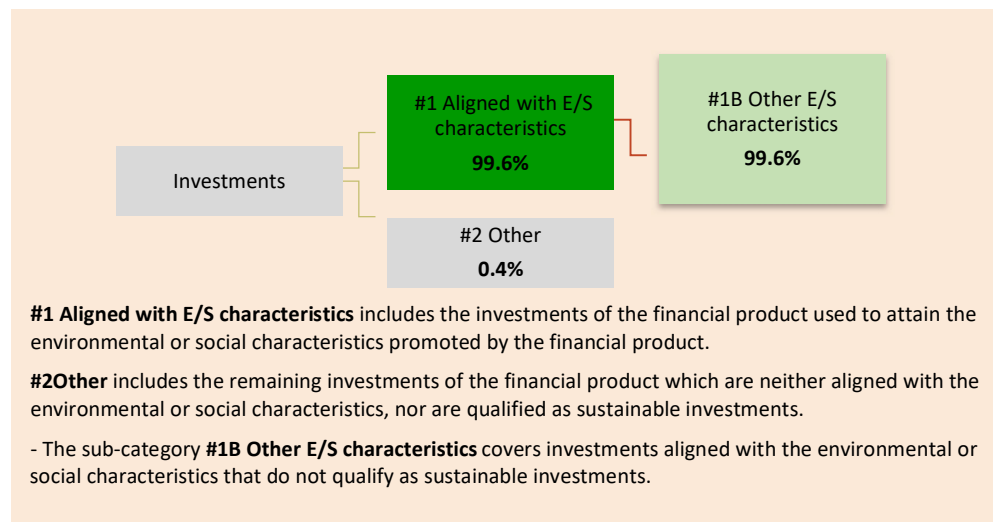 #1 Aligned with E/S
characteristics
99.6%
#1B Other E/S
characteristics
99.6%
Investments
#2 Other
0.4%
#1 Aligned with E/S characteristics includes the investments of the financial product used to attain the
environmental or social characteristics promoted by the financial product.
#2Other includes the remaining investments of the financial product which are neither aligned with the
environmental or social characteristics, nor are qualified as sustainable investments.
- The sub-category #1B Other E/S characteristics covers investments aligned with the environmental or
social characteristics that do not qualify as sustainable investments.